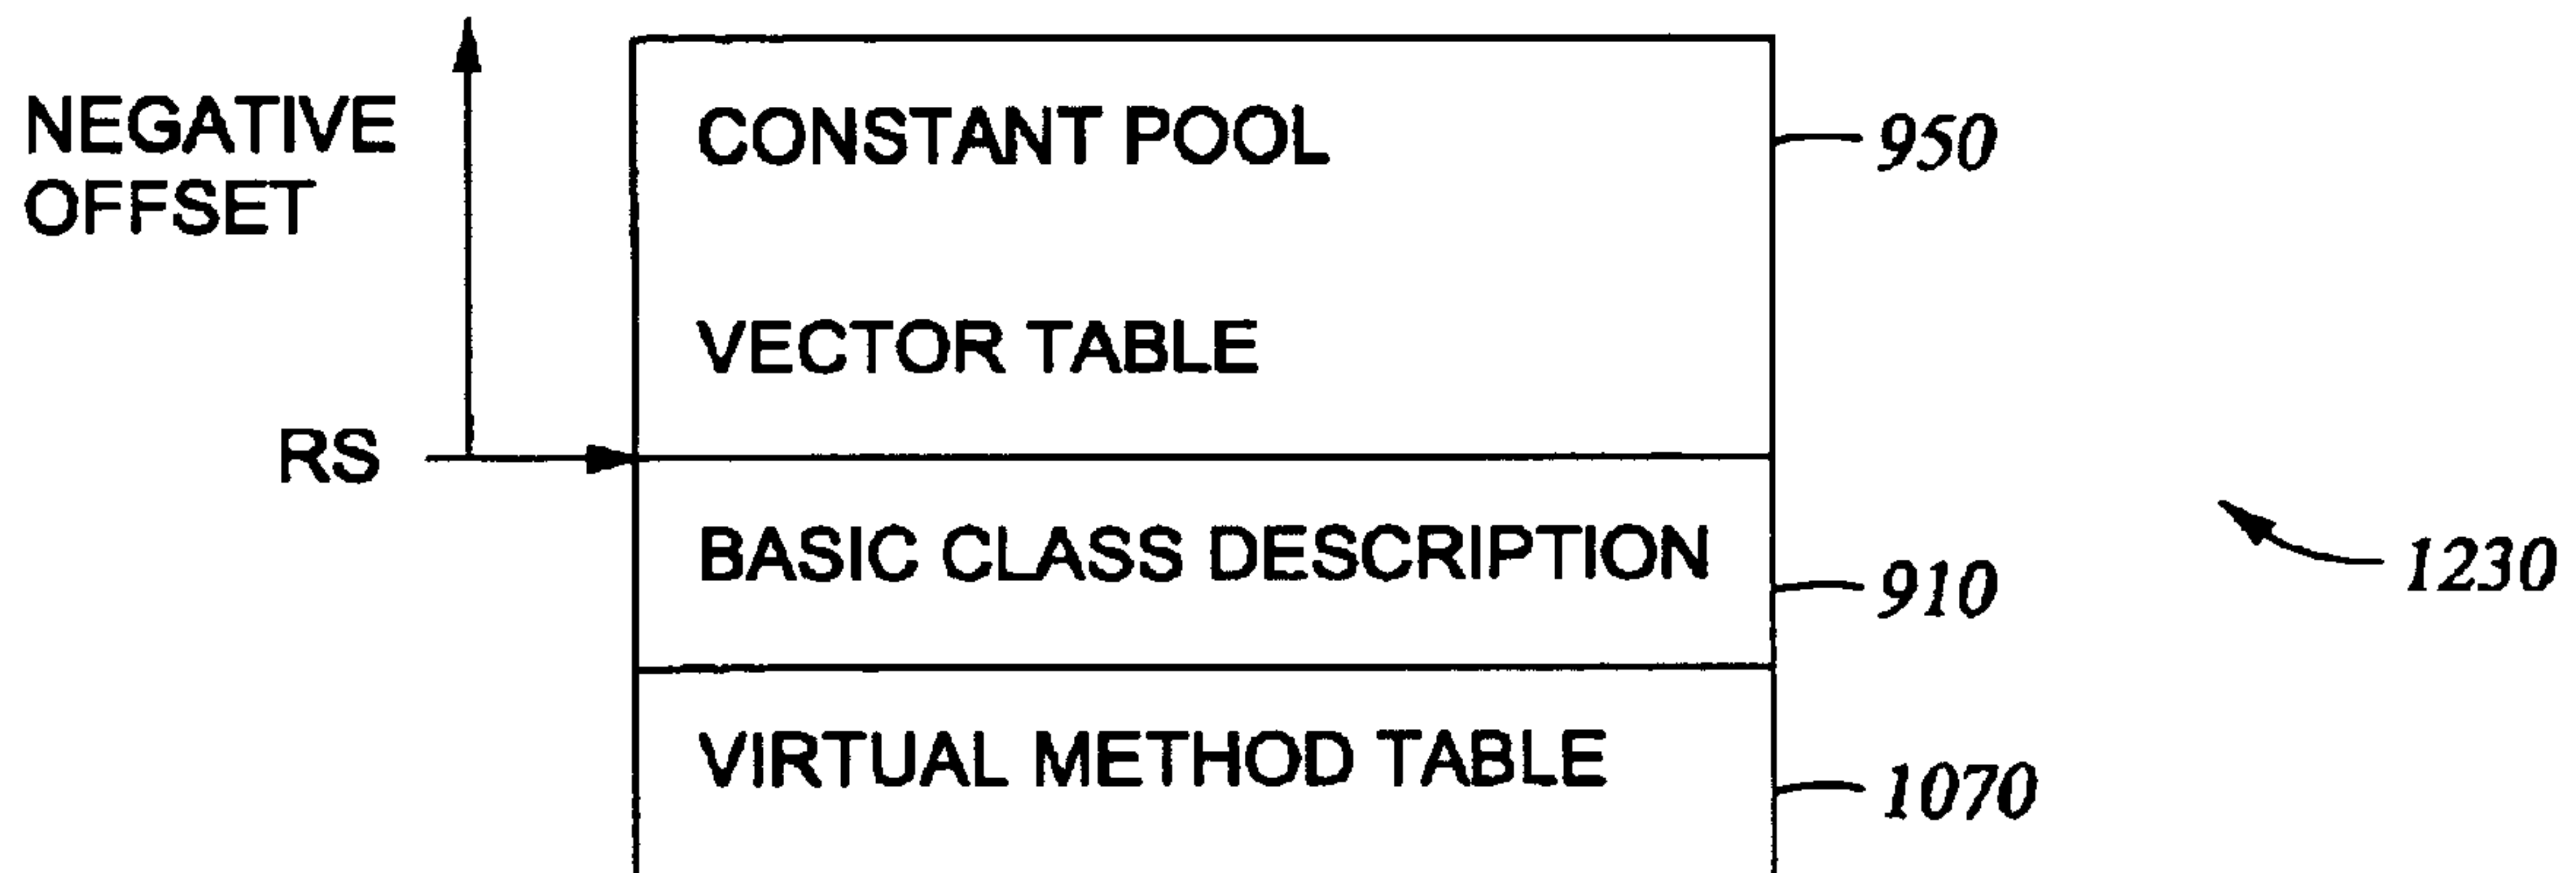 NEGATIVE
OFFSET
CONSTANT POOL
950
VECTOR TABLE
RS
BASIC CLASS DESCRIPTION
910
1230
VIRTUAL METHOD TABLE
1070